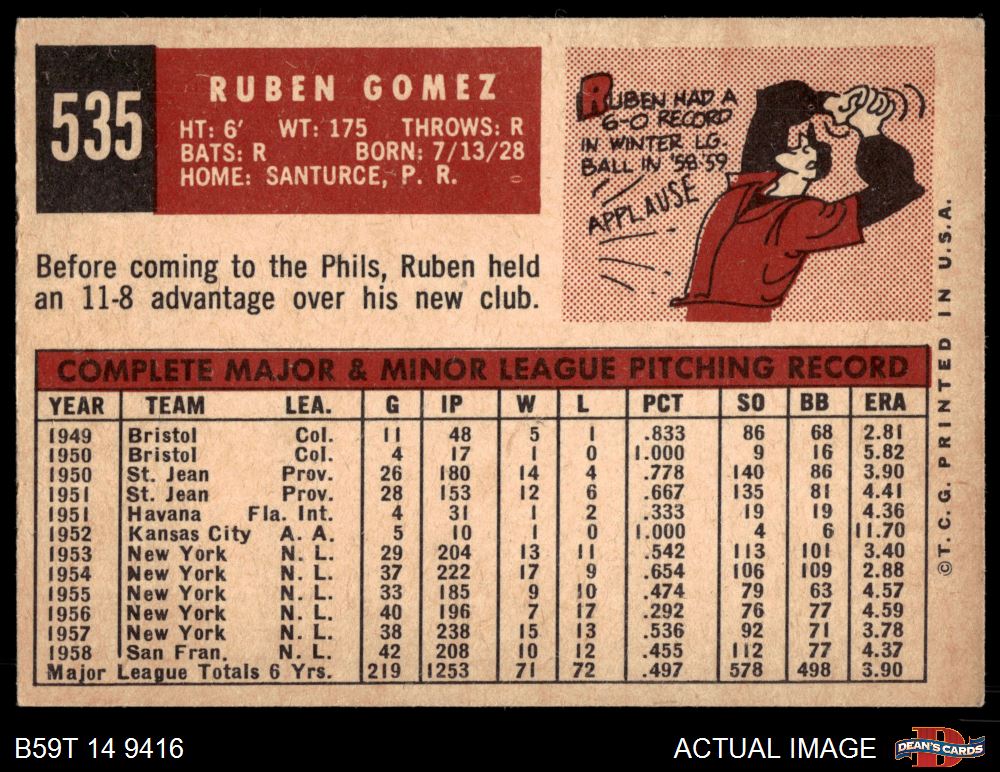 535
RUBEN GOMEZ
HT: 6' WT: 175 THROWS: R
BATS: R BORN: 7/13/28
HOME: SANTURCE, P. R.
RUBEN HAD A
6-0 RECORD
IN WINTER LG.
BALL IN '58-59
APPLAUSE
Before coming to the Phils, Ruben held
an 11-8 advantage over his new club.
COMPLETE MAJOR & MINOR LEAGUE PITCHING RECORD
YEAR TEAM LEA. G IP W L PCT SO BB ERA
1949 Bristol Col. 11 48 5 1 .833 86 68 2.81
1950 Bristol Col. 4 17 1 0 1.000 9 16 5.82
1950 St. Jean Prov. 26 180 14 4 .778 140 86 3.90
1951 St. Jean Prov. 28 153 12 6 .667 135 81 4.41
1951 Havana Fla. Int. 4 31 1 2 .333 19 19 4.36
1952 Kansas City A. A. 5 10 1 0 1.000 4 6 11.70
1953 New York N. L. 29 204 13 11 .542 113 101 3.40
1954 New York N. L. 37 222 17 9 .654 106 109 2.88
1955 New York N. L. 33 185 9 10 .474 79 63 4.57
1956 New York N. L. 40 196 7 17 .292 76 77 4.59
1957 New York N. L. 38 238 15 13 .536 92 71 3.78
1958 San Fran. N. L. 42 208 10 12 .455 112 77 4.37
Major League Totals 6 Yrs. 219 1253 71 72 .497 578 498 3.90
©T. C. G. PRINTED IN U.S.A.
B59T 14 9416
ACTUAL IMAGE
DEAN'S CARDS